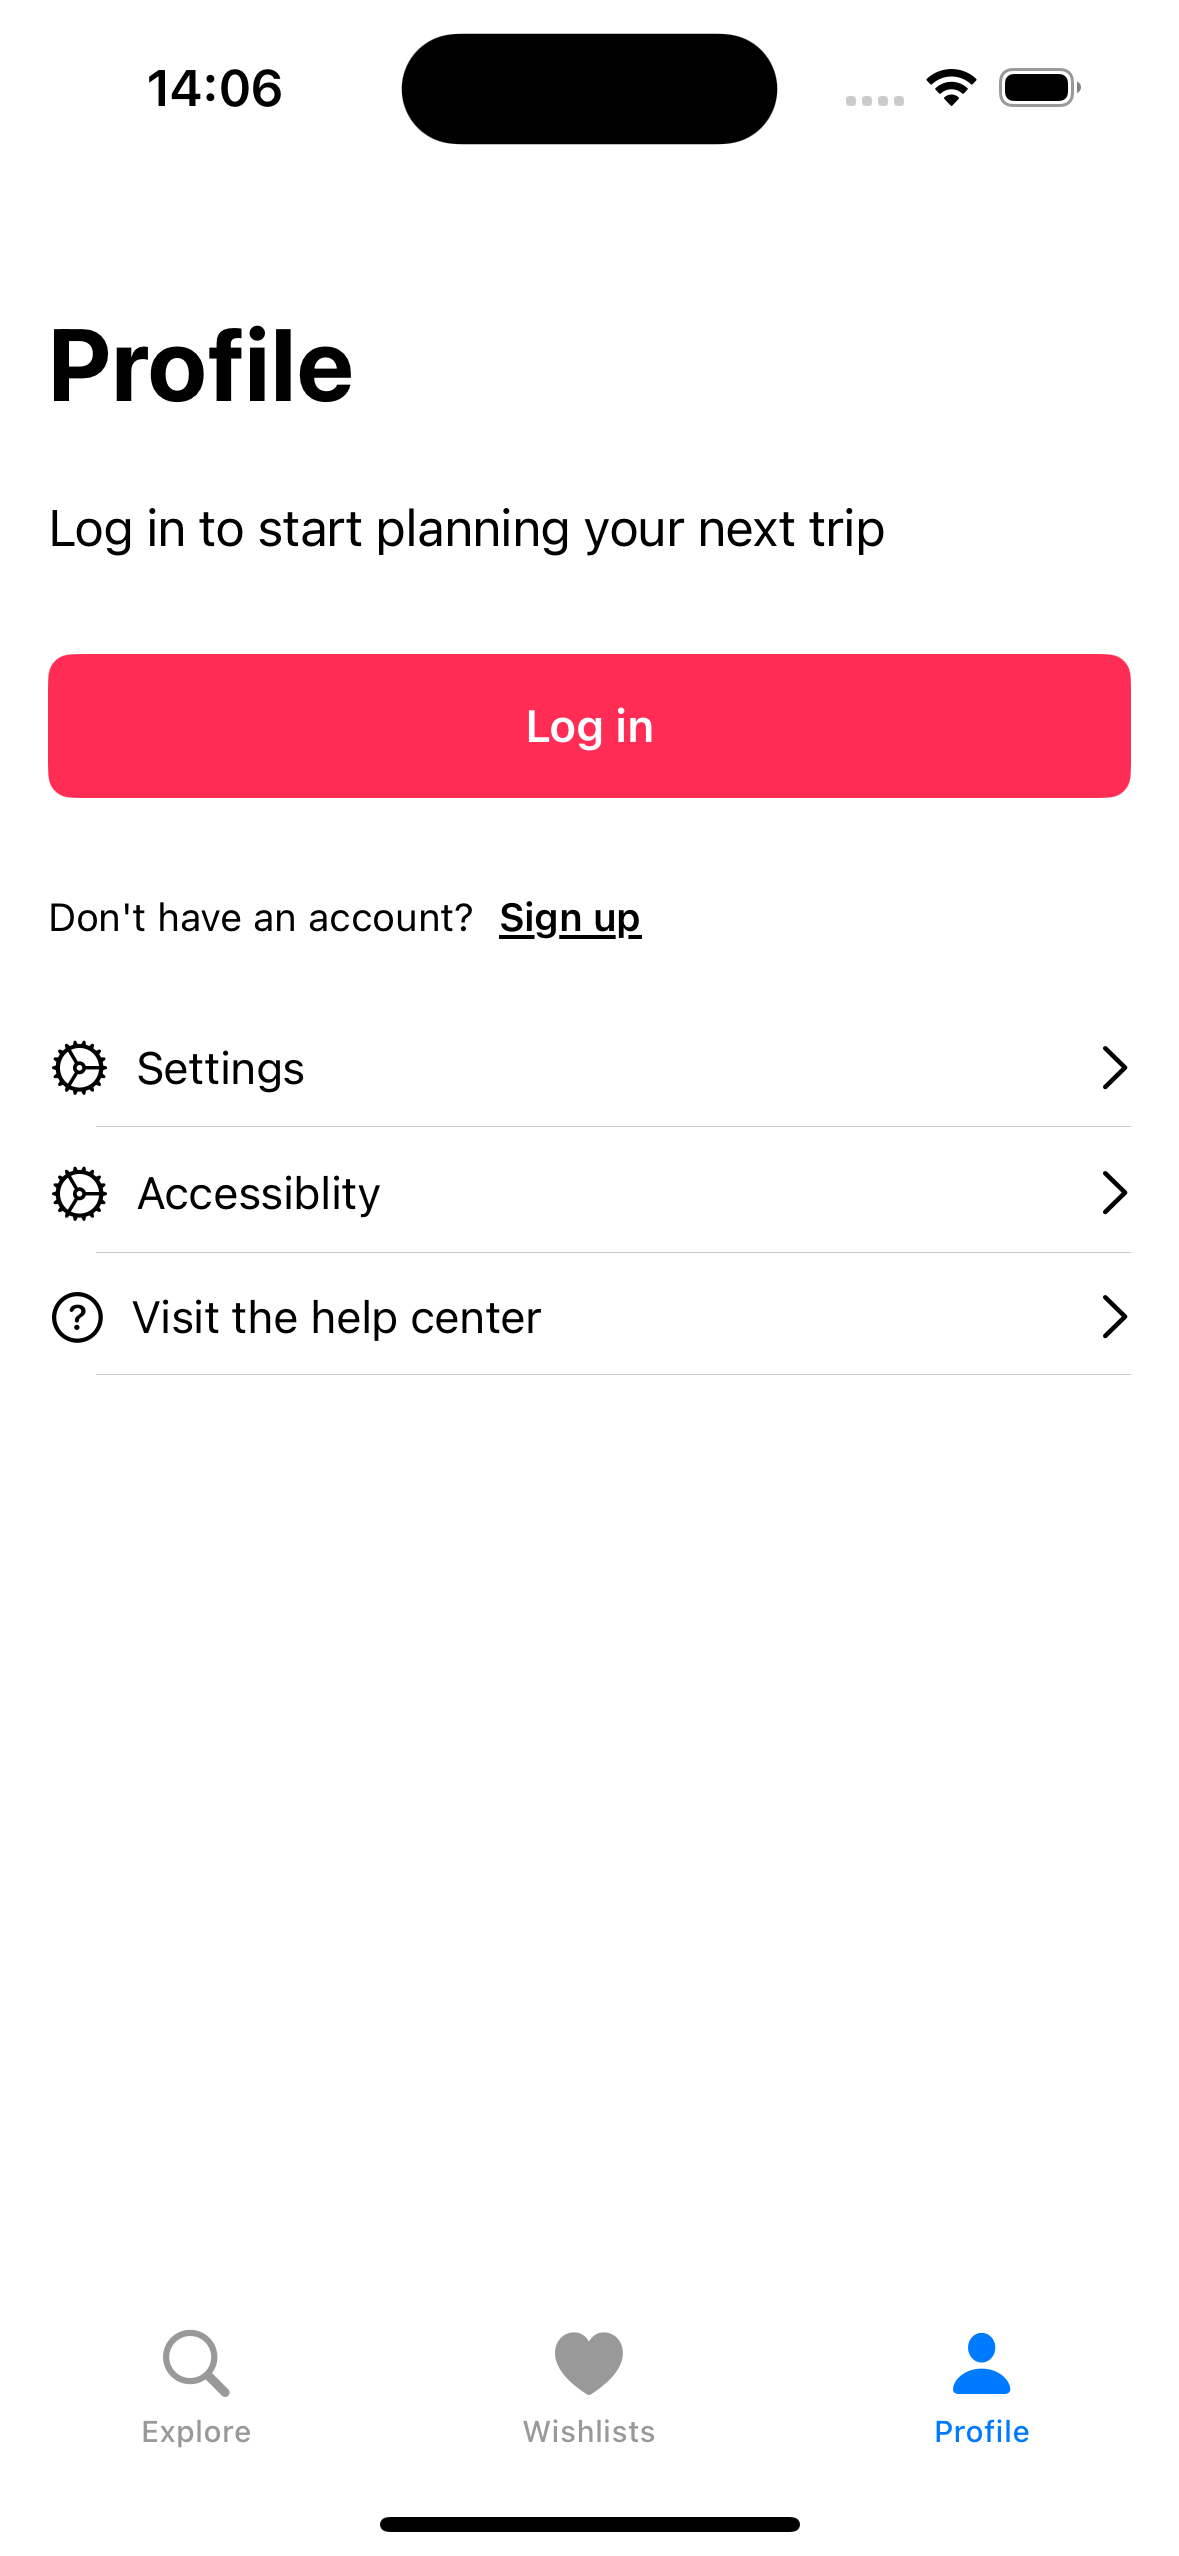 14:06
Profile
Log in to start planning your next trip
Log in
Don't have an account? Sign up
Settings
Accessiblity
Visit the help center
Explore
Wishlists
Profile